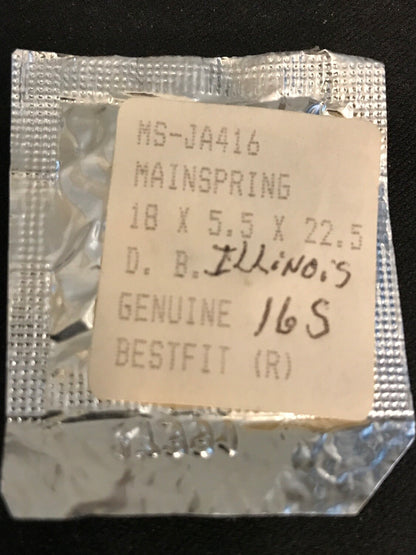 MS-JA416
MAINSPRING
18 X 5.5 X 22.5
D. B. Illinois
GENUINE 16S
BESTFIT (R)